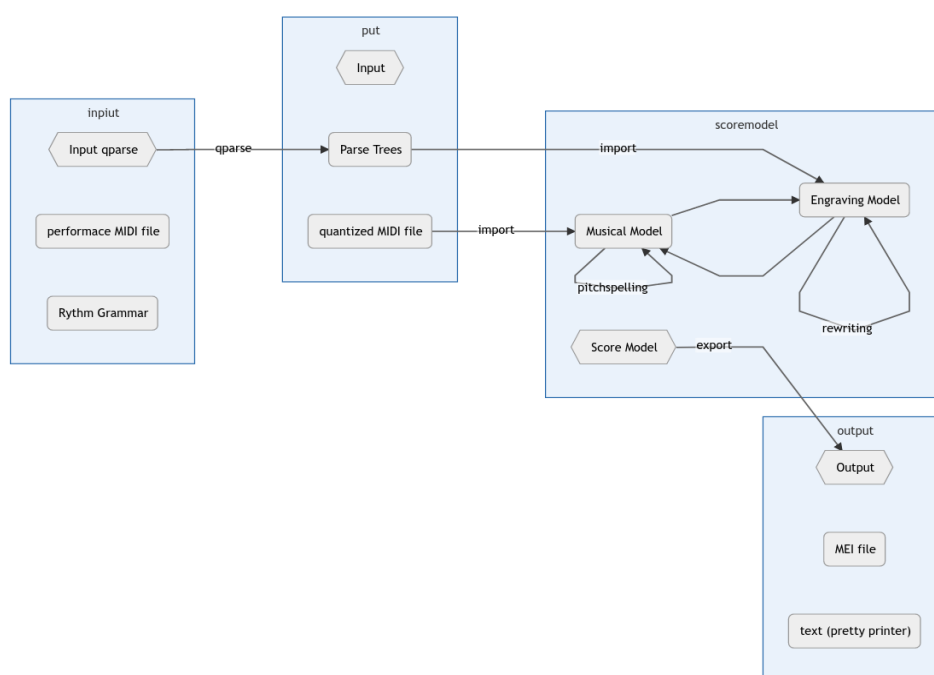 put
Input
inpiut
scoremodel
Input qparse
qparse
Parse Trees
import
Engraving Model
performace MIDI file
quantized MIDI file
import
Musical Model
pitchspelling
Rythm Grammar
rewriting
Score Model
export
output
Output
MEI file
text (pretty printer)